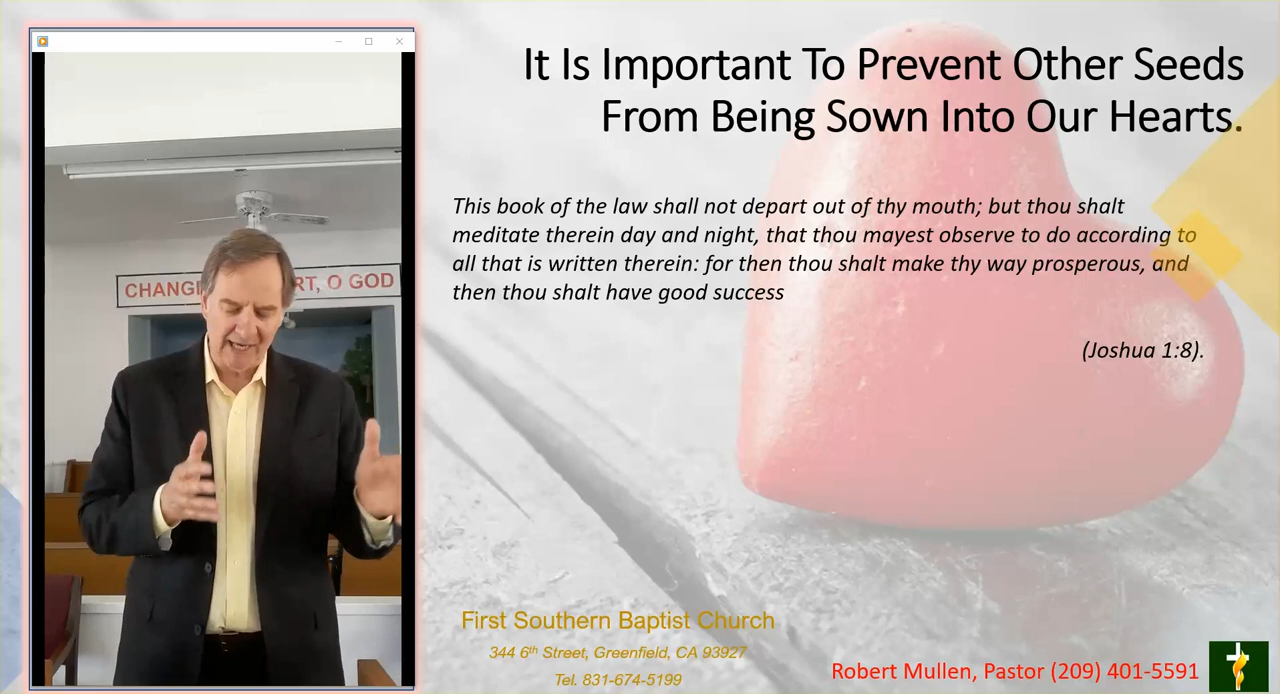 It Is Important To Prevent Other Seeds
From Being Sown Into Our Hearts.
This book of the law shall not depart out of thy mouth; but thou shalt
meditate therein day and night, that thou mayest observe to do according to
all that is written therein: for then thou shalt make thy way prosperous, and
then thou shalt have good success
(Joshua 1:8).
CHANG RT, O GOD
First Southern Baptist Church
344 6th Street, Greenfield, CA 93927
Tel. 831-674-5199
Robert Mullen, Pastor (209) 401-5591